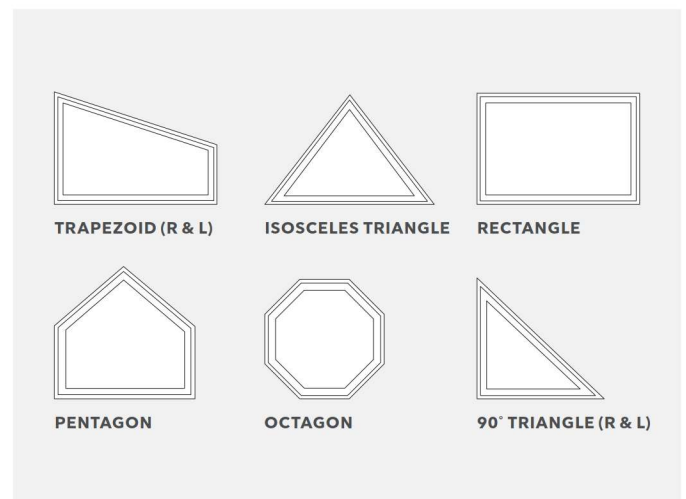 TRAPEZOID (R & L)
ISOSCELES TRIANGLE
RECTANGLE
PENTAGON
OCTAGON
90° TRIANGLE (R & L)